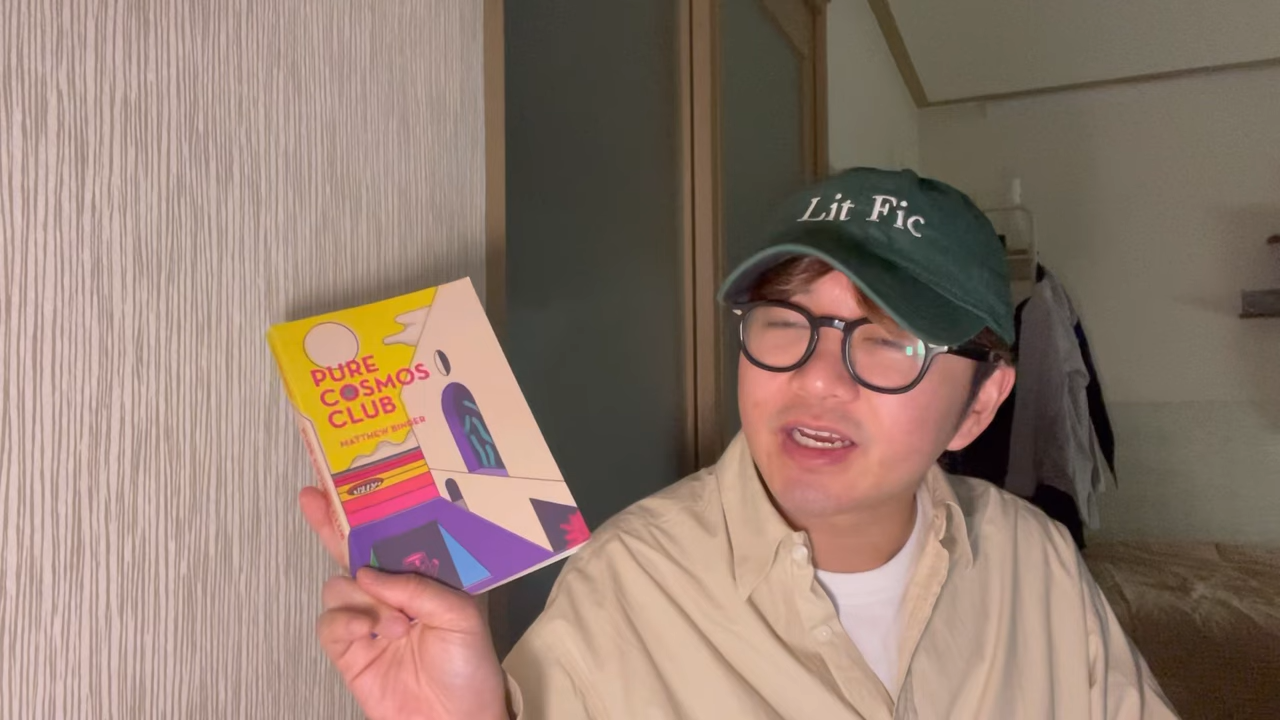 Lit Fic
PURE
COSMOS
CLUB
MATTHEW BINDER